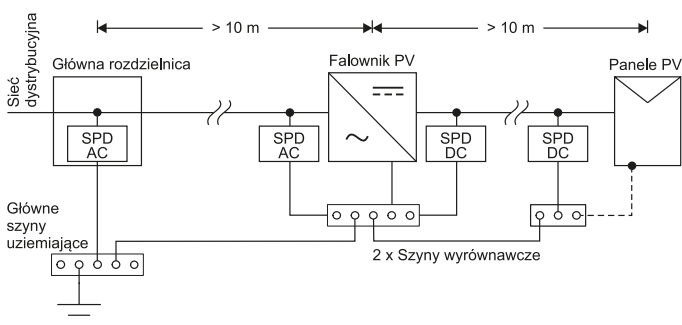 > 10 m
> 10 m
Sieć
dystrybucyjna
Główna rozdzielnica
Falownik PV
Panele PV
SPD
AC
SPD
AC
SPD
DC
SPD
DC
Główne
szyny
uziemiające
2 x Szyny wyrównawcze